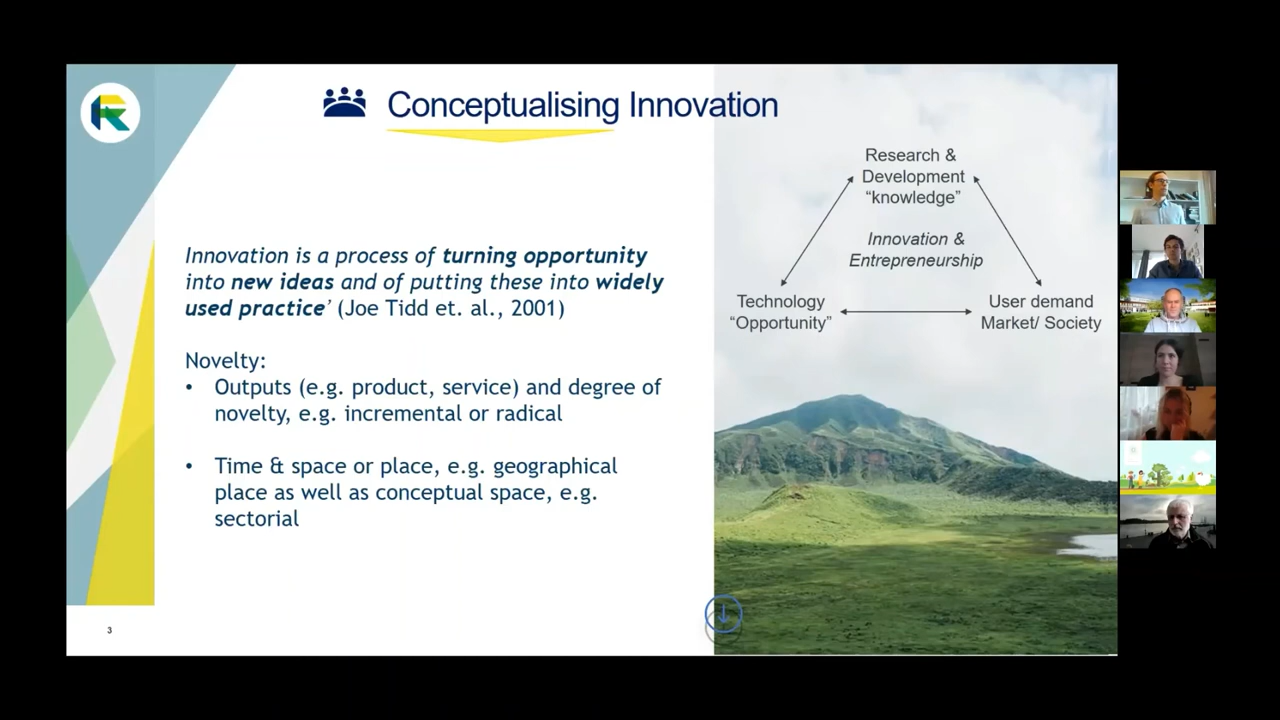 Conceptualising Innovation
Innovation is a process of turning opportunity
into new ideas and of putting these into widely
used practice’ (Joe Tidd et. al., 2001)
Novelty:
• Outputs (e.g. product, service) and degree of
novelty, e.g. incremental or radical
• Time & space or place, e.g. geographical
place as well as conceptual space, e.g.
sectorial
3
Research &
Development
“knowledge”
Innovation &
Entrepreneurship
Technology
“Opportunity”
User demand
Market/ Society